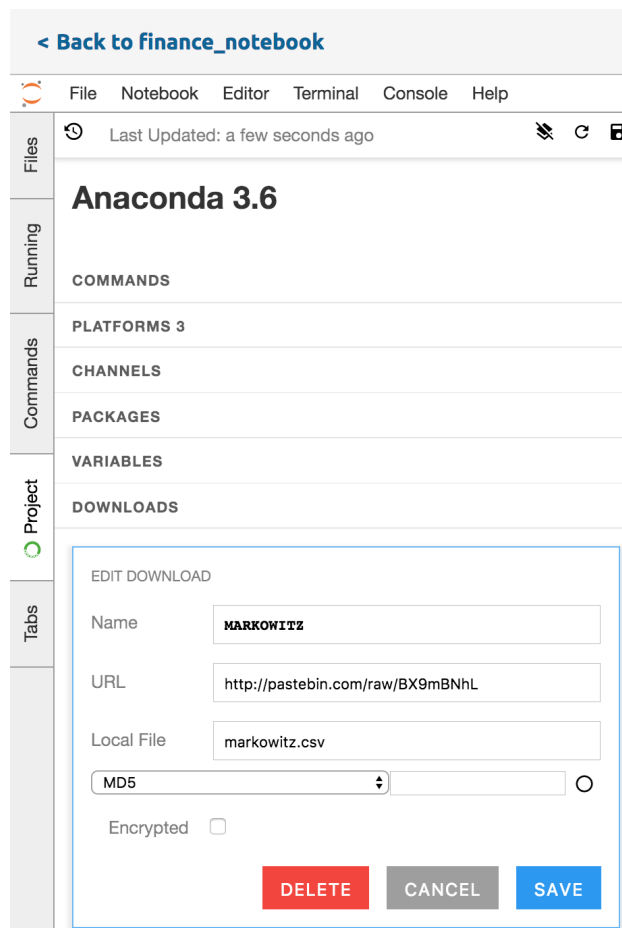 < Back to finance_notebook
File Notebook Editor Terminal Console Help
Files
Last Updated: a few seconds ago
Anaconda 3.6
Running
COMMANDS
PLATFORMS 3
Commands
CHANNELS
PACKAGES
VARIABLES
Project
DOWNLOADS
Tabs
EDIT DOWNLOAD
Name MARKOWITZ
URL http://pastebin.com/raw/BX9mBNhL
Local File markowitz.csv
MD5
Encrypted
DELETE CANCEL SAVE